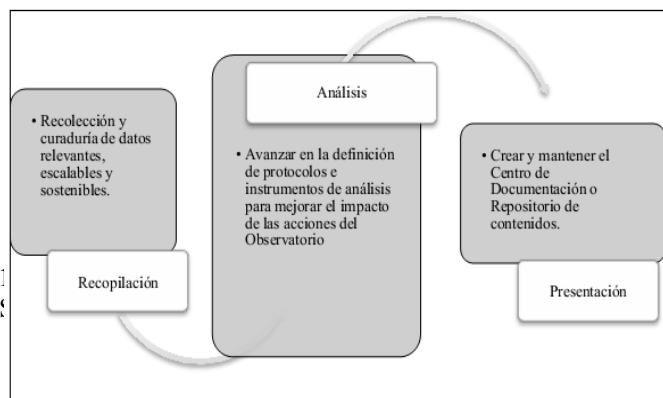 • Recolección y
curaduría de datos
relevantes,
escalables y
sostenibles.
Recopilación
Análisis
• Avanzar en la definición
de protocolos e
instrumentos de análisis
para mejorar el impacto
de las acciones del
Observatorio
• Crear y mantener el
Centro de
Documentación o
Repositorio de
contenidos.
Presentación